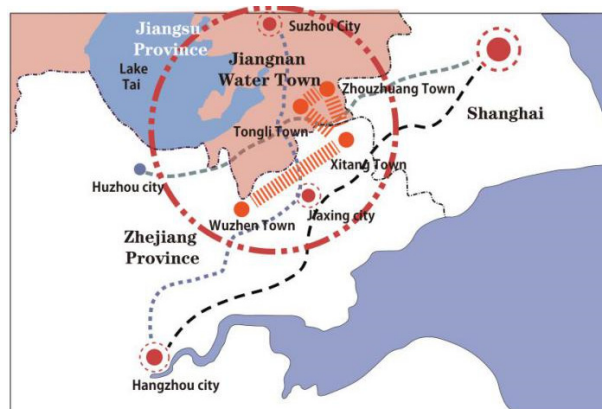 Jiangsu
Province
Suzhou City
Lake
Tai
Jiangnan
Water Town
Zhouzhuang Town
Shanghai
Tongli Town
Xitang Town
Huzhou city
Jiaxing city
Wuzhen Town
Zhejiang
Province
Hangzhou city